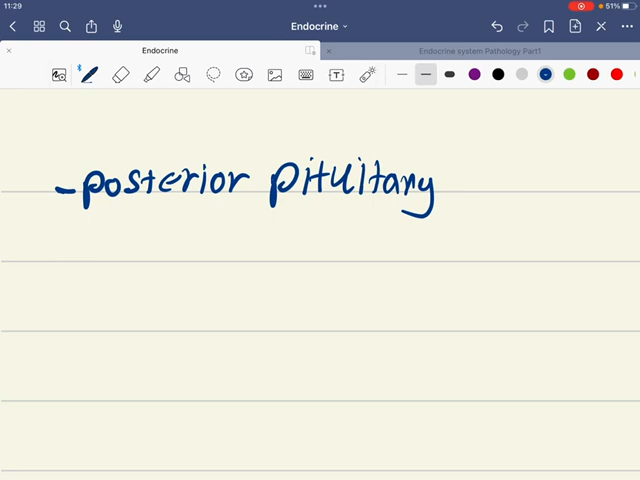 11:29
51%
Endocrine
Endocrine
Endocrine system Pathology Part1
T
-posterior pituitary